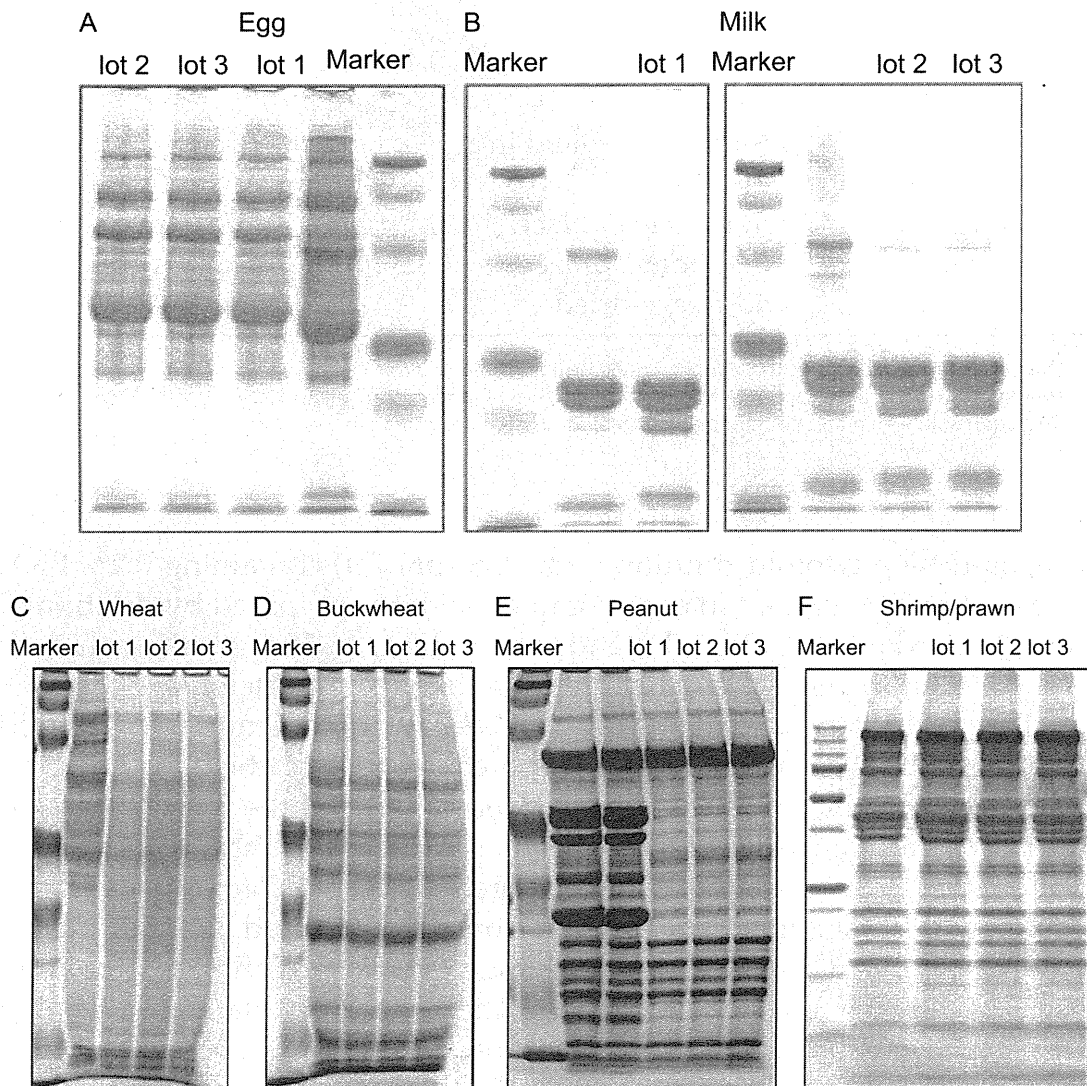 A Egg
lot 2 lot 3 lot 1 Marker
B Milk
Marker lot 1 Marker lot 2 lot 3
C Wheat
Marker lot 1 lot 2 lot 3
D Buckwheat
Marker lot 1 lot 2 lot 3
E Peanut
Marker lot 1 lot 2 lot 3
F Shrimp/prawn
Marker lot 1 lot 2 lot 3